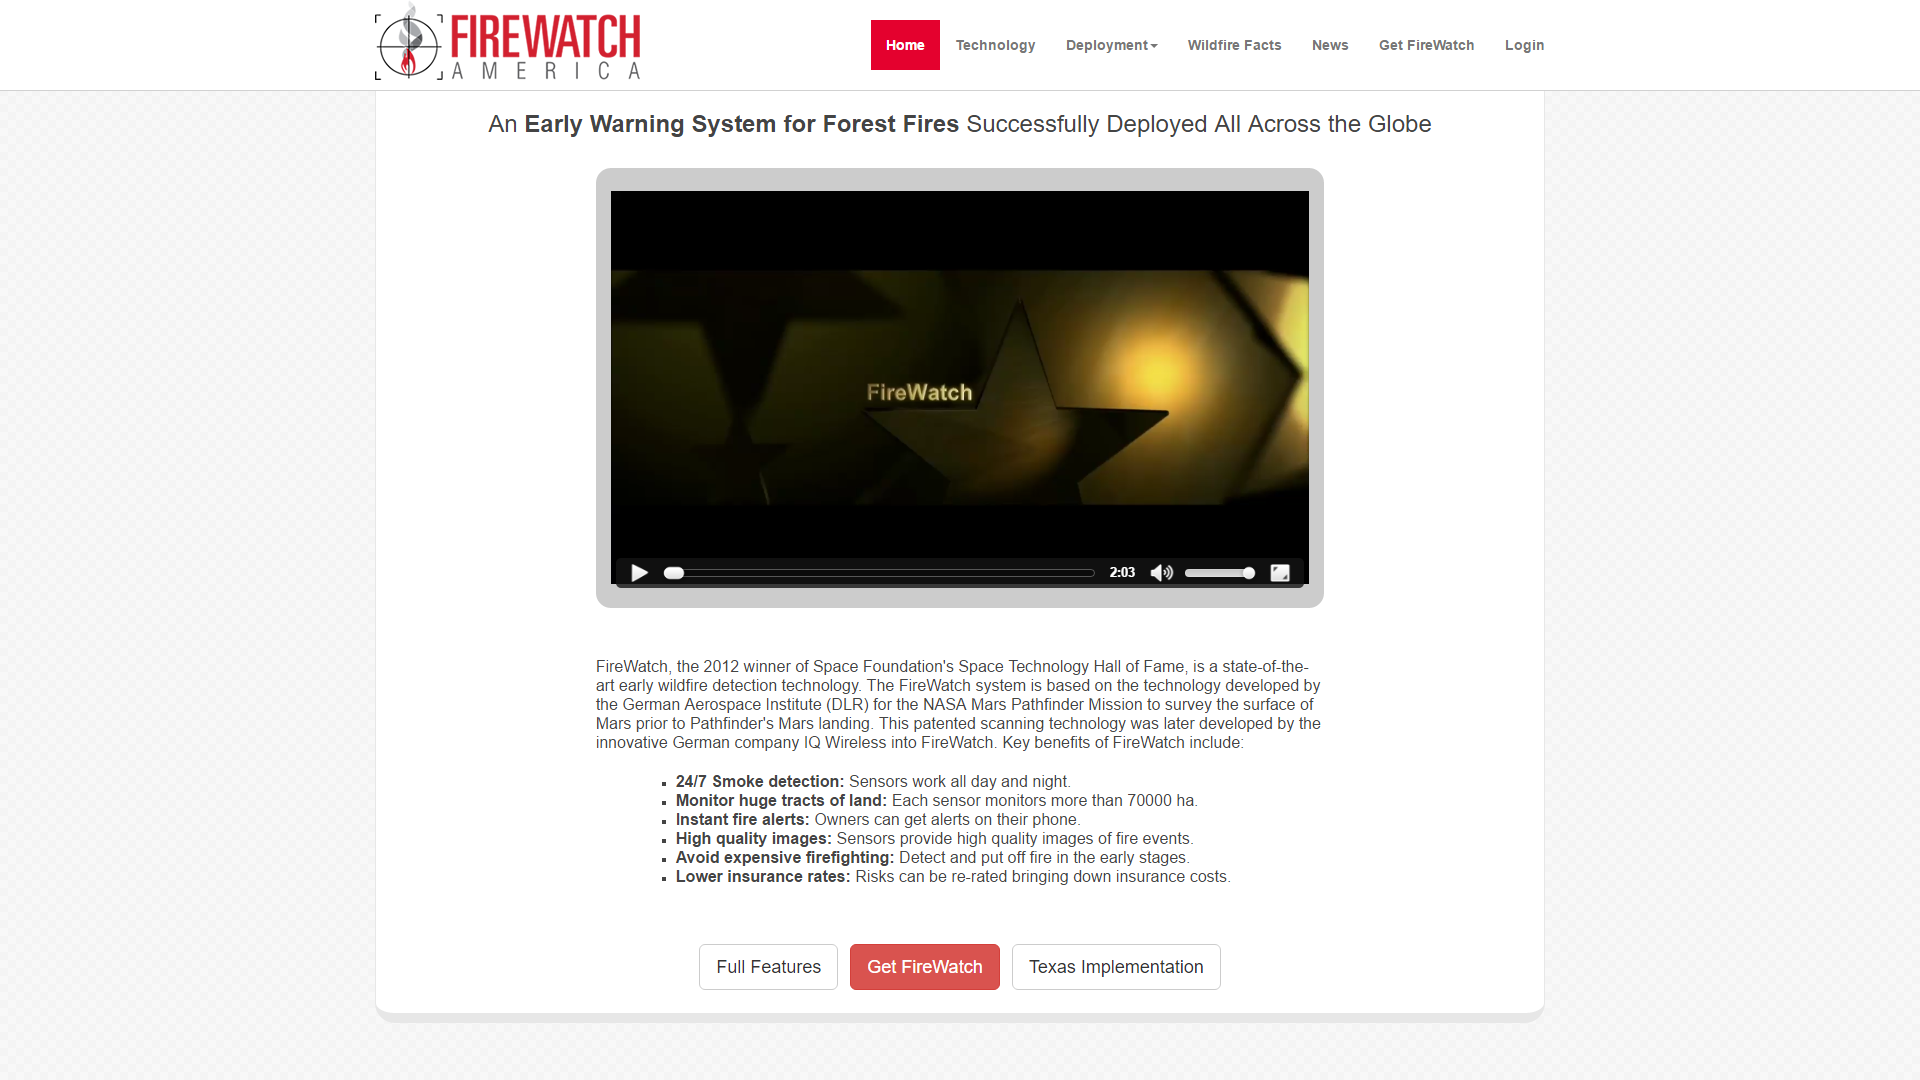 FIREWATCH
AMERICA
Home
Technology
Deployment
Wildfire Facts
News
Get FireWatch
Login
An Early Warning System for Forest Fires Successfully Deployed All Across the Globe
FireWatch
2:03
FireWatch, the 2012 winner of Space Foundation's Space Technology Hall of Fame, is a state-of-the-
art early wildfire detection technology. The FireWatch system is based on the technology developed by
the German Aerospace Institute (DLR) for the NASA Mars Pathfinder Mission to survey the surface of
Mars prior to Pathfinder's Mars landing. This patented scanning technology was later developed by the
innovative German company IQ Wireless into FireWatch. Key benefits of FireWatch include:
24/7 Smoke detection: Sensors work all day and night.
Monitor huge tracts of land: Each sensor monitors more than 70000 ha.
Instant fire alerts: Owners can get alerts on their phone.
High quality images: Sensors provide high quality images of fire events.
Avoid expensive firefighting: Detect and put off fire in the early stages.
Lower insurance rates: Risks can be re-rated bringing down insurance costs.
Full Features
Get FireWatch
Texas Implementation